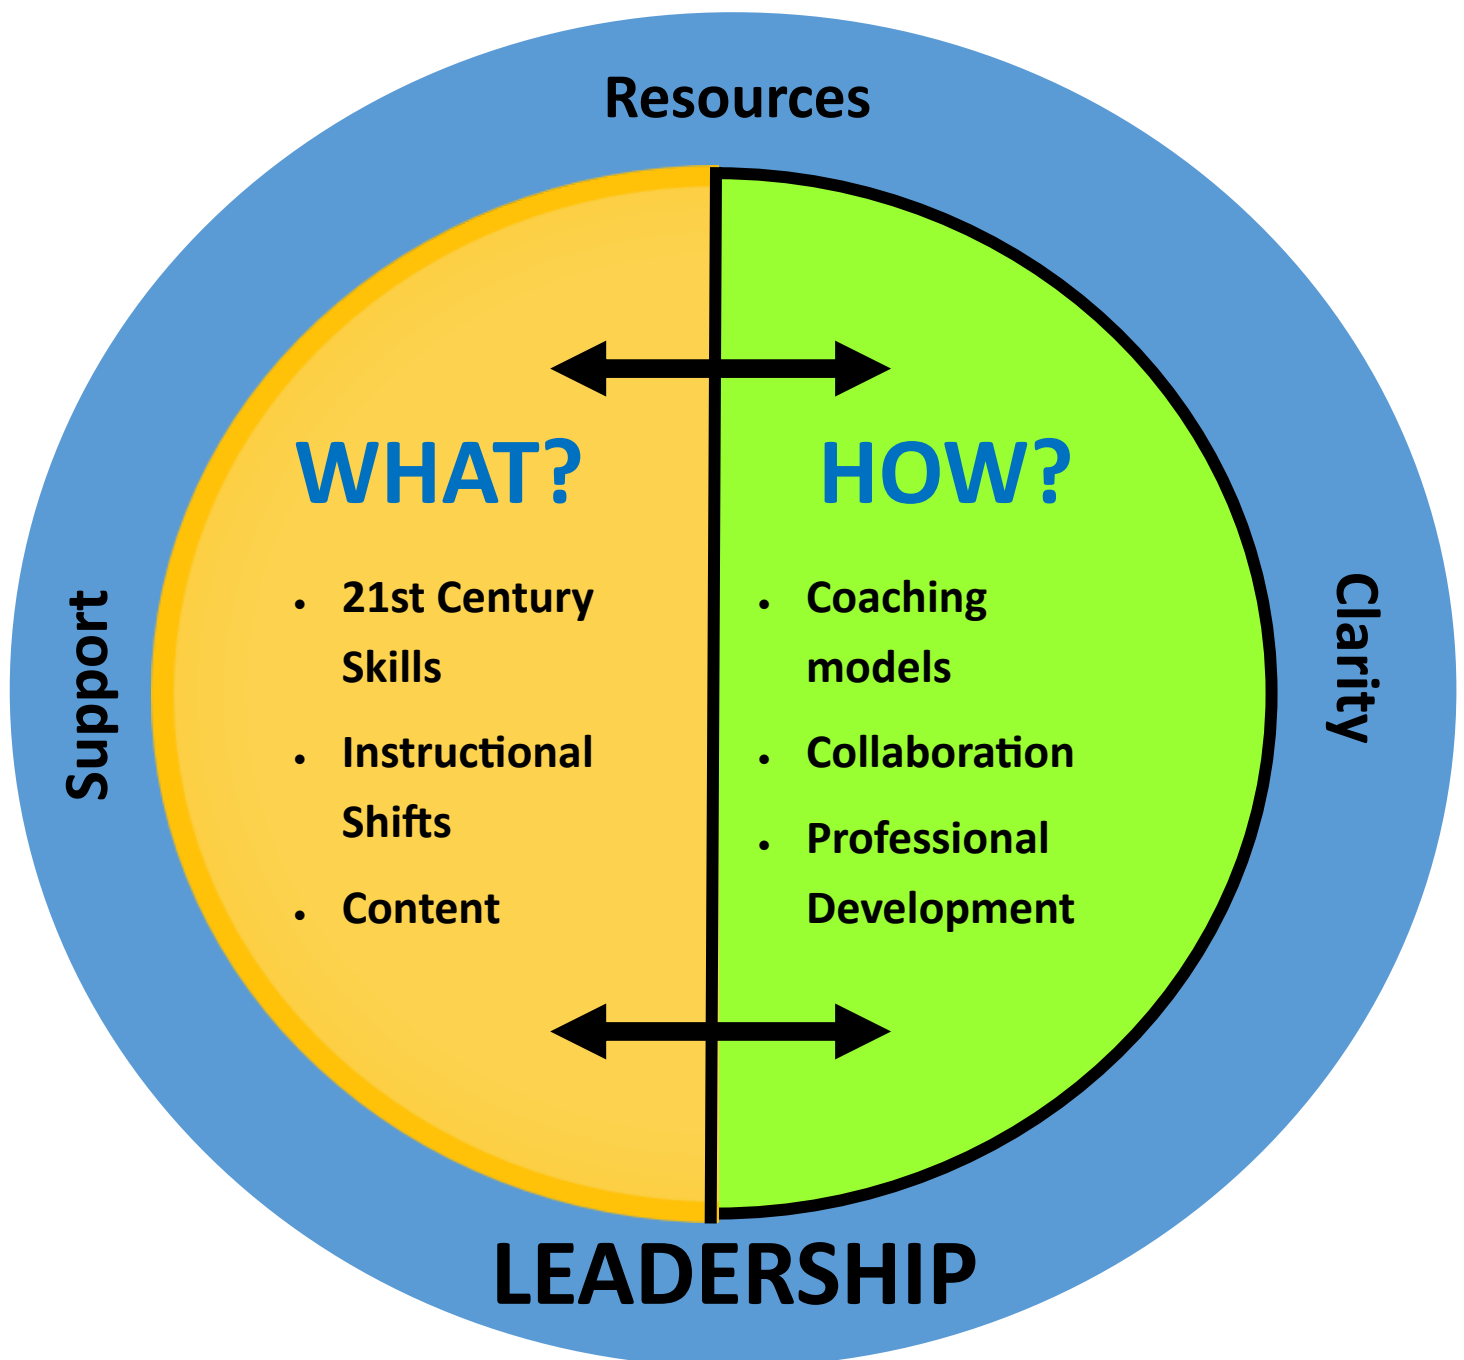 Resources
WHAT?
• 21st Century
Skills
• Instructional
Shifts
• Content
HOW?
• Coaching
models
• Collaboration
• Professional
Development
Support
Clarity
LEADERSHIP